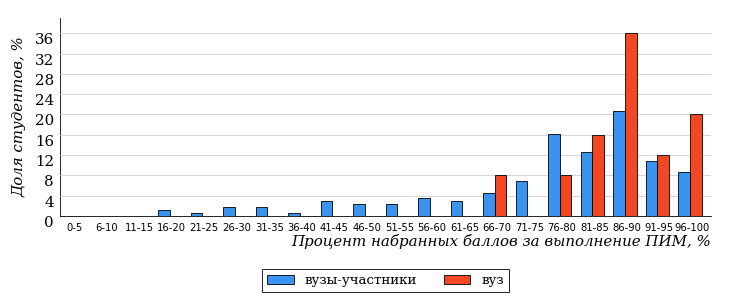 Доля студентов, %
36
32
28
24
20
16
12
8
4
0
0-5 6-10 11-15 16-20 21-25 26-30 31-35 36-40 41-45 46-50 51-55 56-60 61-65 66-70 71-75 76-80 81-85 86-90 91-95 96-100
Процент набранных баллов за выполнение ПИМ, %
вузы-участники вуз